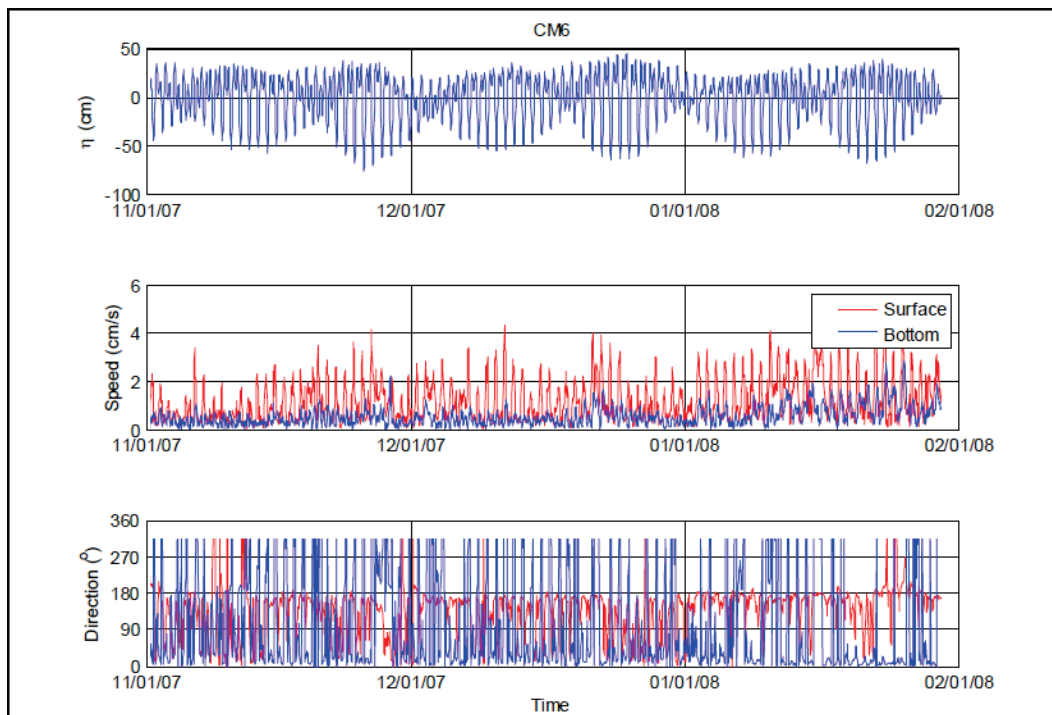 CM6
50
0
-50
-100
η (cm)
11/01/07 12/01/07 01/01/08 02/01/08
6
4
2
0
Speed (cm/s)
Surface
Bottom
11/01/07 12/01/07 01/01/08 02/01/08
360
270
180
90
0
Direction (°)
11/01/07 12/01/07 01/01/08 02/01/08
Time